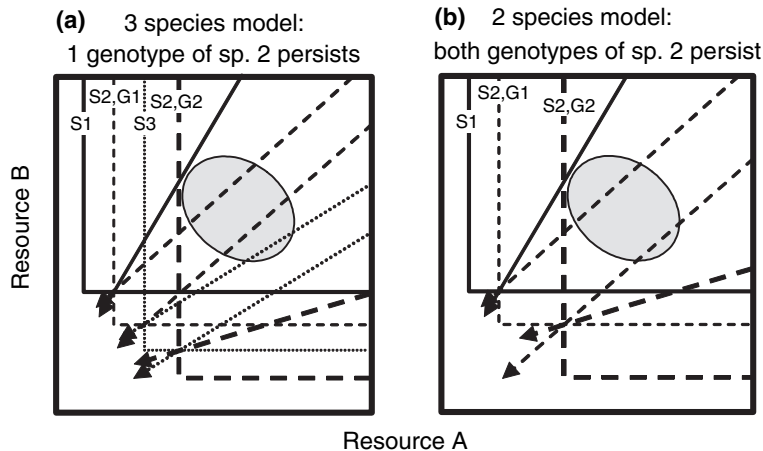 (a) 3 species model:
1 genotype of sp. 2 persists
S2,G1
S2,G2
S1
S3
(b) 2 species model:
both genotypes of sp. 2 persist
S2,G1
S2,G2
S1
Resource B
Resource A